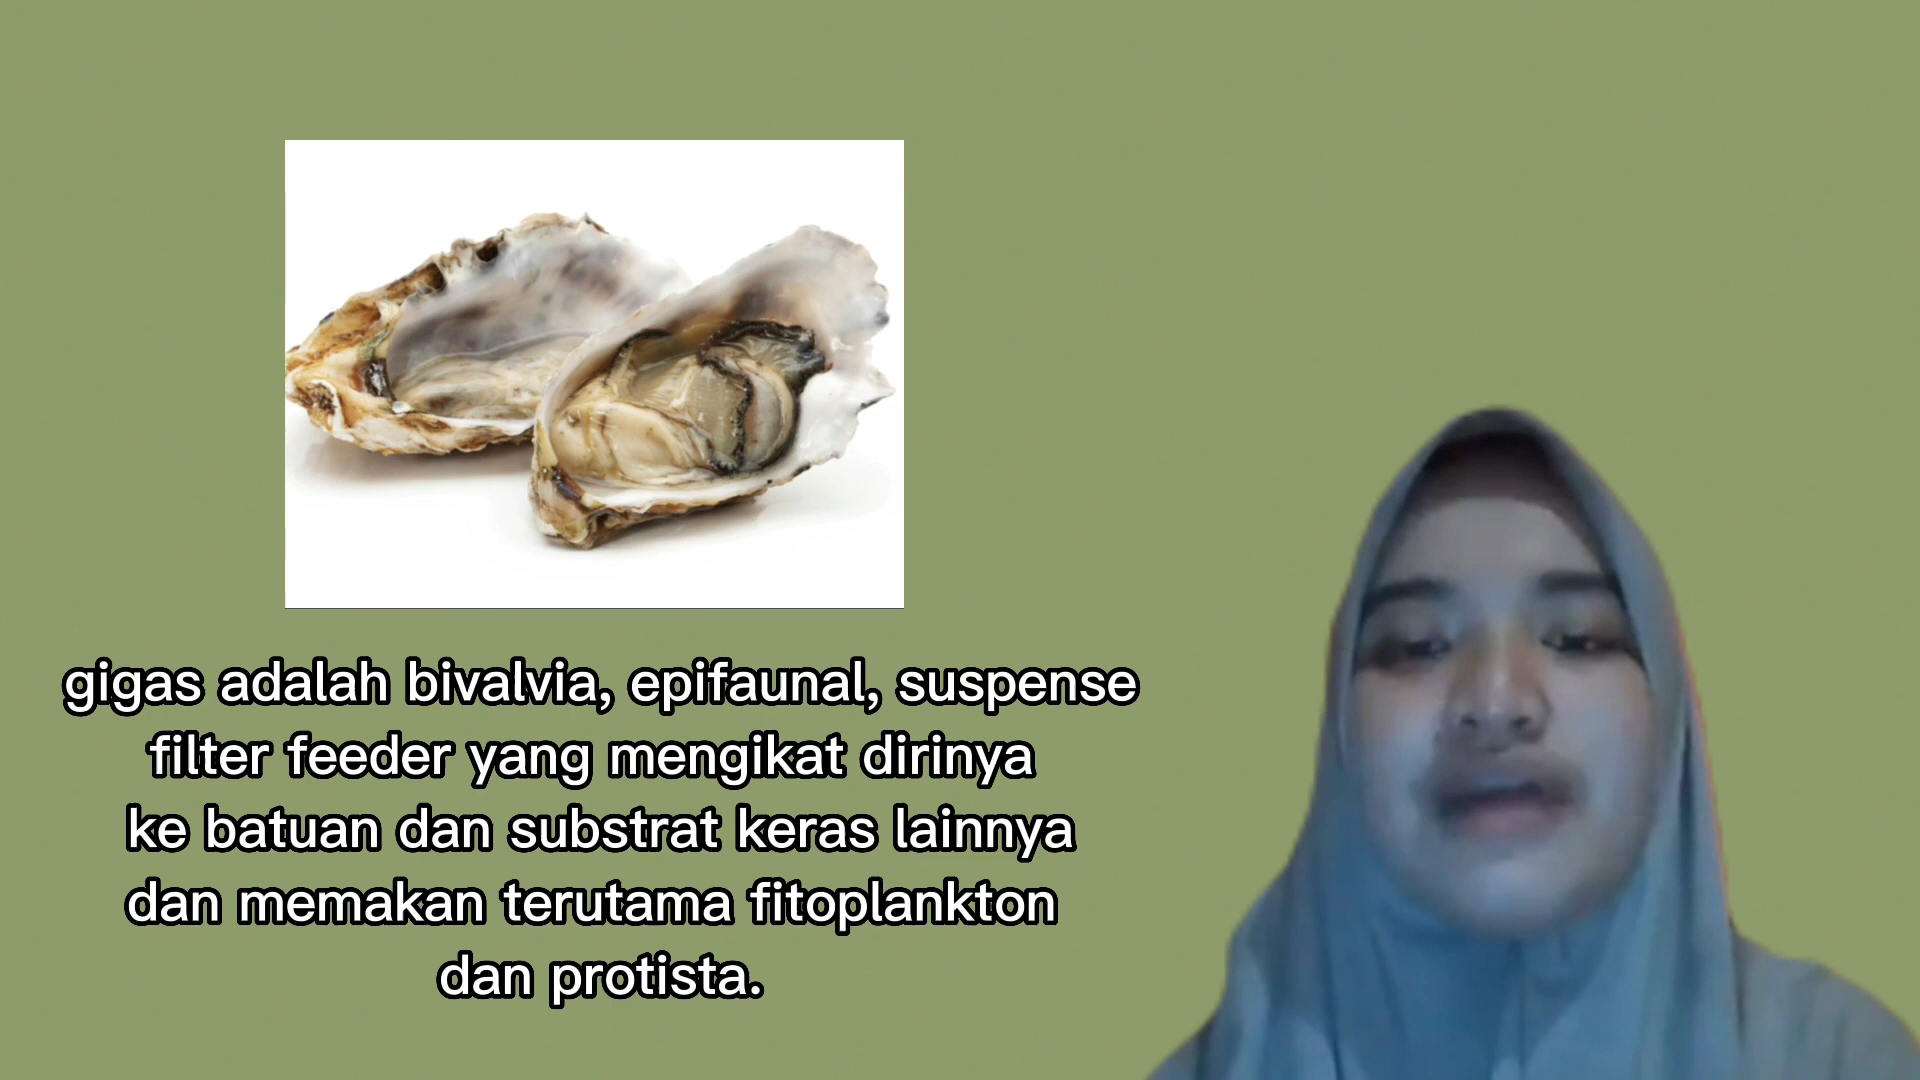 gigas adalah bivalvia, epifaunal, suspense
filter feeder yang mengikat dirinya
ke batuan dan substrat keras lainnya
dan memakan terutama fitoplankton
dan protista.